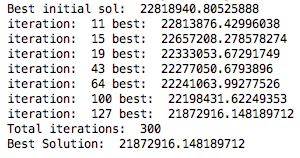 Best initial sol:  22818940.80525888
iteration:  11 best:  22813876.42996038
iteration:  15 best:  22657208.278578274
iteration:  19 best:  22333053.67291749
iteration:  43 best:  22277050.6793896
iteration:  64 best:  22241063.99277526
iteration:  100 best:  22198431.62249353
iteration:  127 best:  21872916.148189712
Total iterations:  300
Best Solution:  21872916.148189712